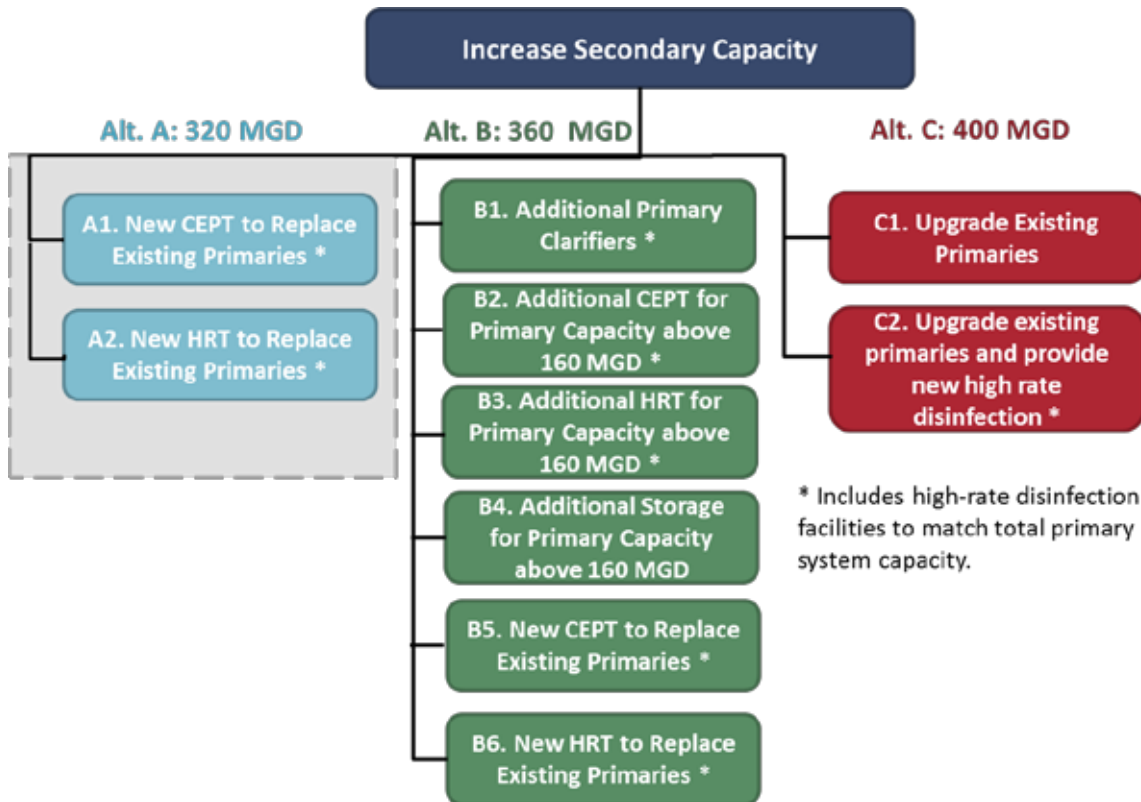 Increase Secondary Capacity
Alt. A: 320 MGD
A1. New CEPT to Replace
Existing Primaries *
A2. New HRT to Replace
Existing Primaries *
Alt. B: 360 MGD
B1. Additional Primary
Clarifiers *
B2. Additional CEPT for
Primary Capacity above
160 MGD *
B3. Additional HRT for
Primary Capacity above
160 MGD *
B4. Additional Storage
for Primary Capacity
above 160 MGD
B5. New CEPT to Replace
Existing Primaries *
B6. New HRT to Replace
Existing Primaries *
Alt. C: 400 MGD
C1. Upgrade Existing
Primaries
C2. Upgrade existing
primaries and provide
new high rate
disinfection *
* Includes high-rate disinfection
facilities to match total primary
system capacity.